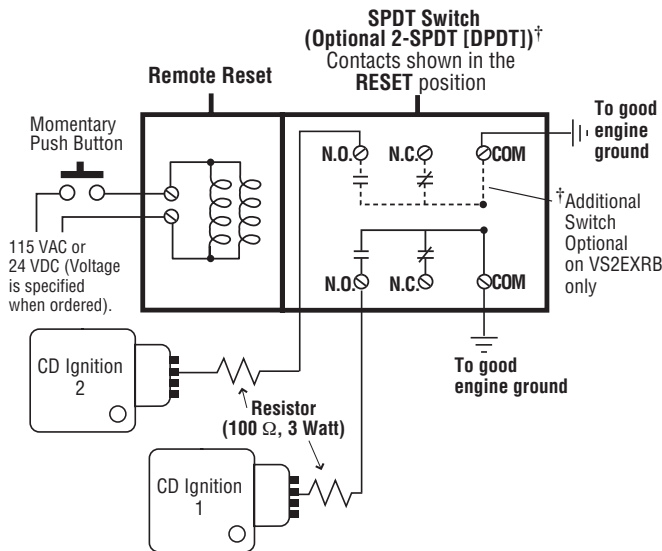 SPDT Switch
(Optional 2-SPDT [DPDT])†
Contacts shown in the
RESET position
Remote Reset
Momentary
Push Button
To good
engine
ground
N.O.
N.C.
COM
†Additional
Switch
Optional
on VS2EXRB
only
115 VAC or
24 VDC (Voltage
is specified
when ordered).
N.O.
N.C.
COM
To good
engine ground
CD Ignition
2
Resistor
(100 Ω, 3 Watt)
CD Ignition
1